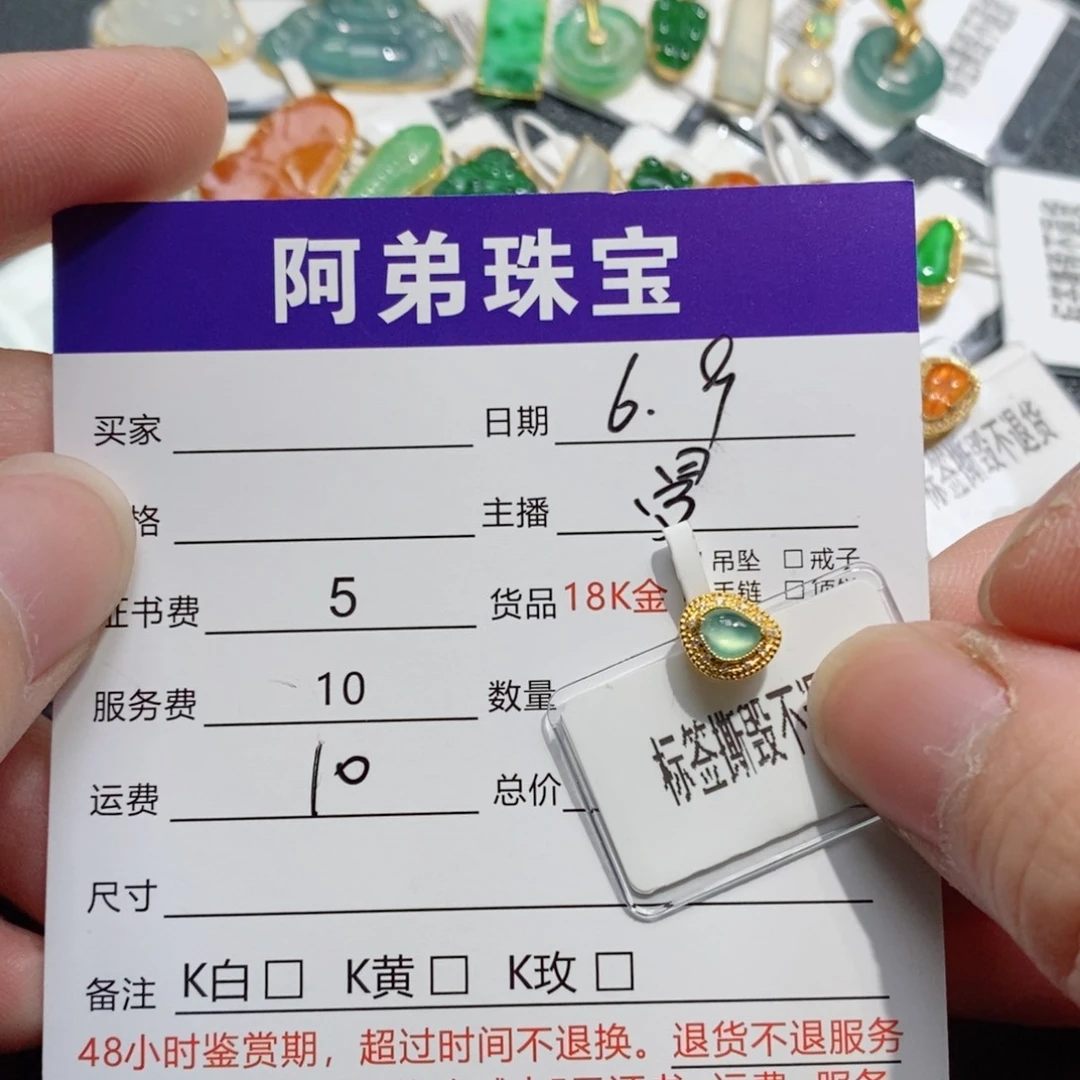 阿弟珠宝
买家 日期 6.9
格 主播
吊坠 □ 戒子
证书费 5 货品 18K金 手链 □
服务费 10 数量
运费 10 总价
标签撕毁不退
尺寸
备注 K白□ K黄□ K玫□
48小时鉴赏期，超过时间不退换。退货不退服务
标签撕毁不退货